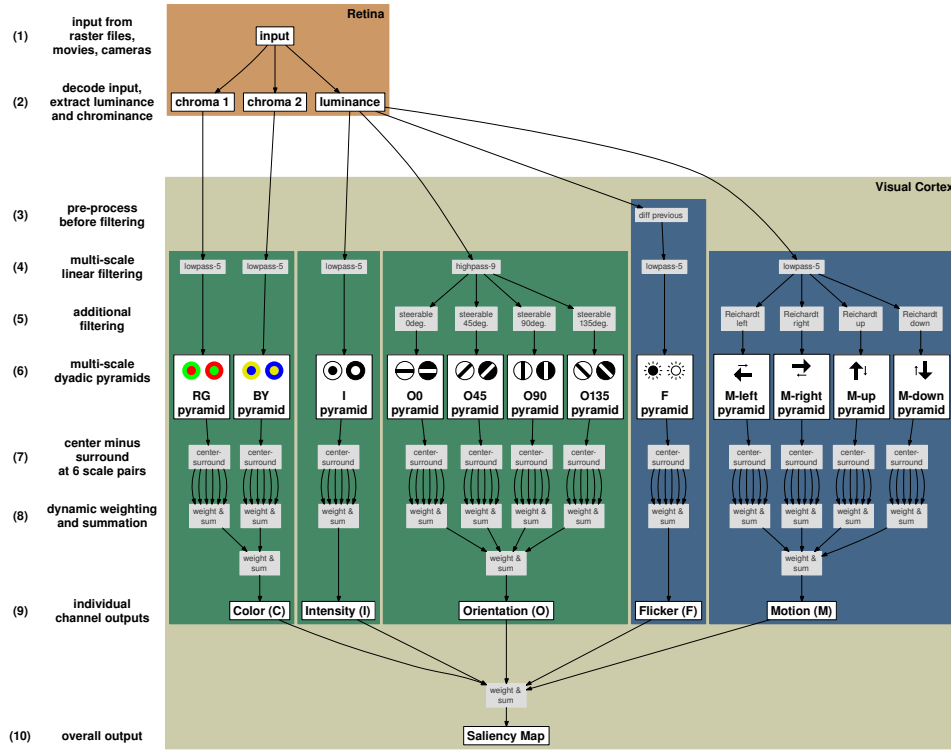 Retina
(1)
input from
raster files,
movies, cameras
input
(2)
decode input,
extract luminance
and chrominance
chroma 1
chroma 2
luminance
Visual Cortex
(3)
pre-process
before filtering
diff previous
(4)
multi-scale
linear filtering
lowpass-5
lowpass-5
lowpass-5
highpass-9
lowpass-5
lowpass-5
(5)
additional
filtering
steerable
0deg.
steerable
45deg.
steerable
90deg.
steerable
135deg.
Reichardt
left
Reichardt
right
Reichardt
up
Reichardt
down
(6)
multi-scale
dyadic pyramids
RG
pyramid
BY
pyramid
I
pyramid
O0
pyramid
O45
pyramid
O90
pyramid
O135
pyramid
F
pyramid
M-left
pyramid
M-right
pyramid
M-up
pyramid
M-down
pyramid
(7)
center minus
surround
at 6 scale pairs
center-
surround
center-
surround
center-
surround
center-
surround
center-
surround
center-
surround
center-
surround
center-
surround
center-
surround
center-
surround
center-
surround
center-
surround
(8)
dynamic weighting
and summation
weight &
sum
weight &
sum
weight &
sum
weight &
sum
weight &
sum
weight &
sum
weight &
sum
weight &
sum
weight &
sum
weight &
sum
weight &
sum
weight &
sum
weight &
sum
weight &
sum
weight &
sum
(9)
individual
channel outputs
Color (C)
Intensity (I)
Orientation (O)
Flicker (F)
Motion (M)
weight &
sum
(10)
overall output
Saliency Map